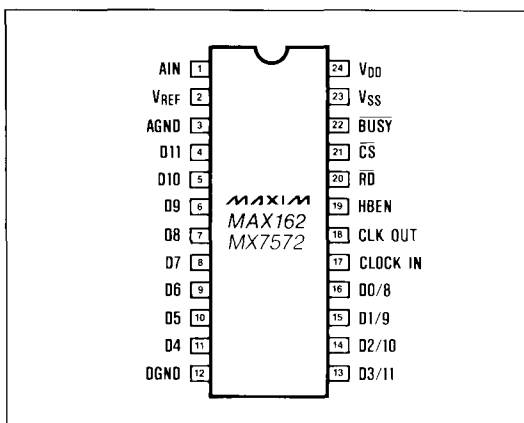 AIN 1 24 VDD
VREF 2 23 VSS
AGND 3 22 BUSY
D11 4 21 CS
D10 5 20 RD
D9 6 19 HBEN
D8 7 18 CLK OUT
D7 8 17 CLOCK IN
D6 9 16 D0/8
D5 10 15 D1/9
D4 11 14 D2/10
DGND 12 13 D3/11
MAXIM
MAX162
MX7572